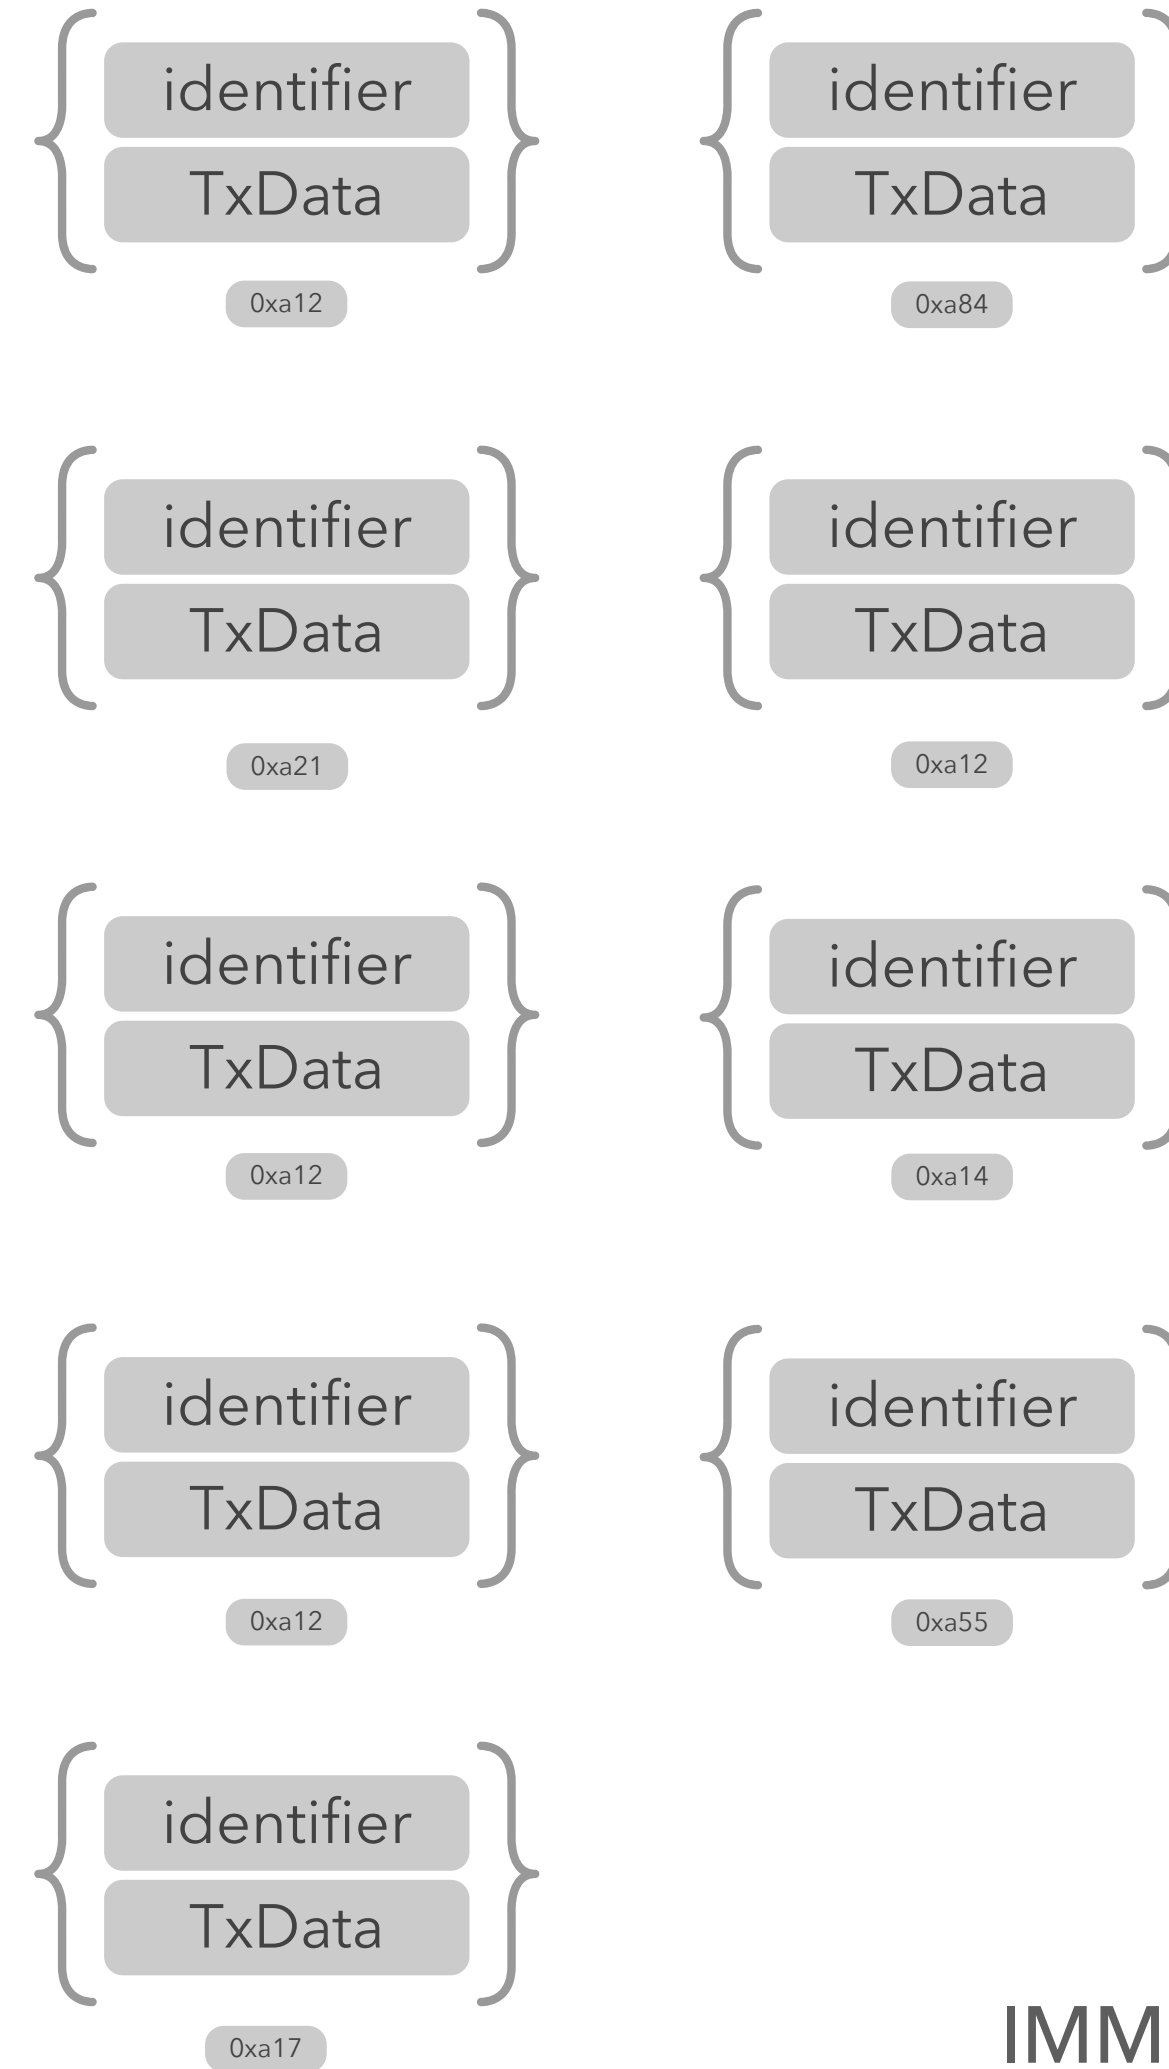 identifier
TxData
0xa12
identifier
TxData
0xa84
identifier
TxData
0xa21
identifier
TxData
0xa12
identifier
TxData
0xa12
identifier
TxData
0xa14
identifier
TxData
0xa12
identifier
TxData
0xa55
identifier
TxData
0xa17
IMM